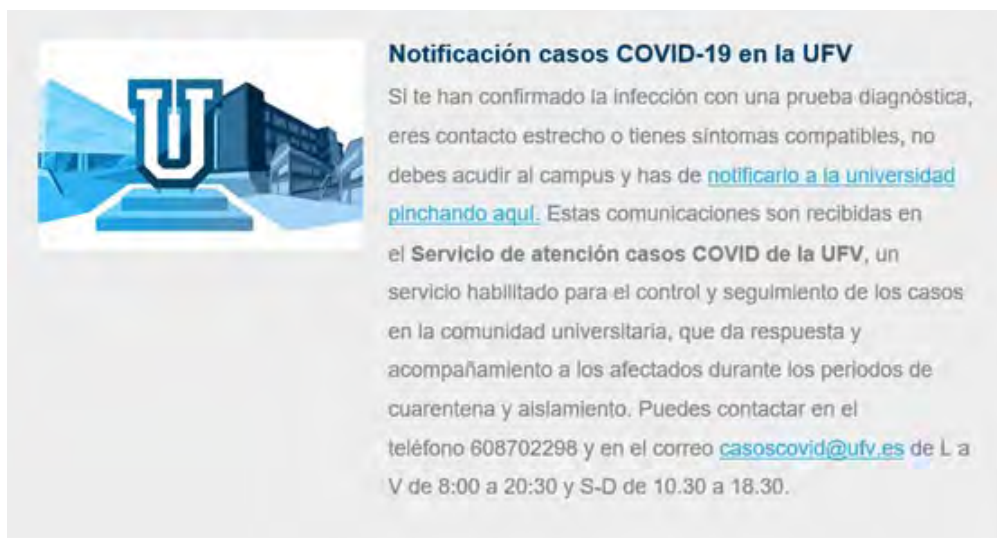 Notificación casos COVID-19 en la UFV
Si te han confirmado la infección con una prueba diagnóstica,
eres contacto estrecho o tienes síntomas compatibles, no
debes acudir al campus y has de notificarlo a la universidad
pinchando aquí. Estas comunicaciones son recibidas en
el Servicio de atención casos COVID de la UFV, un
servicio habilitado para el control y seguimiento de los casos
en la comunidad universitaria, que da respuesta y
acompañamiento a los afectados durante los periodos de
cuarentena y aislamiento. Puedes contactar en el
teléfono 608702298 y en el correo casoscovid@ufv.es de L a
V de 8:00 a 20:30 y S-D de 10.30 a 18.30.